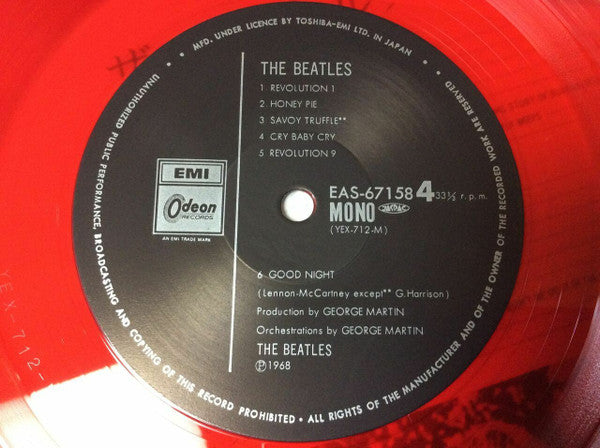 • MFD. UNDER LICENCE BY TOSHIBA-EMI LTD. IN JAPAN •
UNAUTHORIZED PUBLIC PERFORMANCE, BROADCASTING AND COPYING OF THIS RECORD PROHIBITED • ALL RIGHTS OF THE MANUFACTURER AND OF THE OWNER OF THE RECORDED WORK ARE RESERVED
THE BEATLES
1 REVOLUTION 1
2 HONEY PIE
3 SAVOY TRUFFLE**
4 CRY BABY CRY
5 REVOLUTION 9
EMI
Odeon
RECORDS
AN EMI TRADE MARK
EAS-67158 4 33⅓ r.p.m.
MONO JASRAC
(YEX-712-M)
6 GOOD NIGHT
(Lennon-McCartney except** G.Harrison)
Production by GEORGE MARTIN
Orchestrations by GEORGE MARTIN
THE BEATLES
Ⓟ1968
YEX-712-